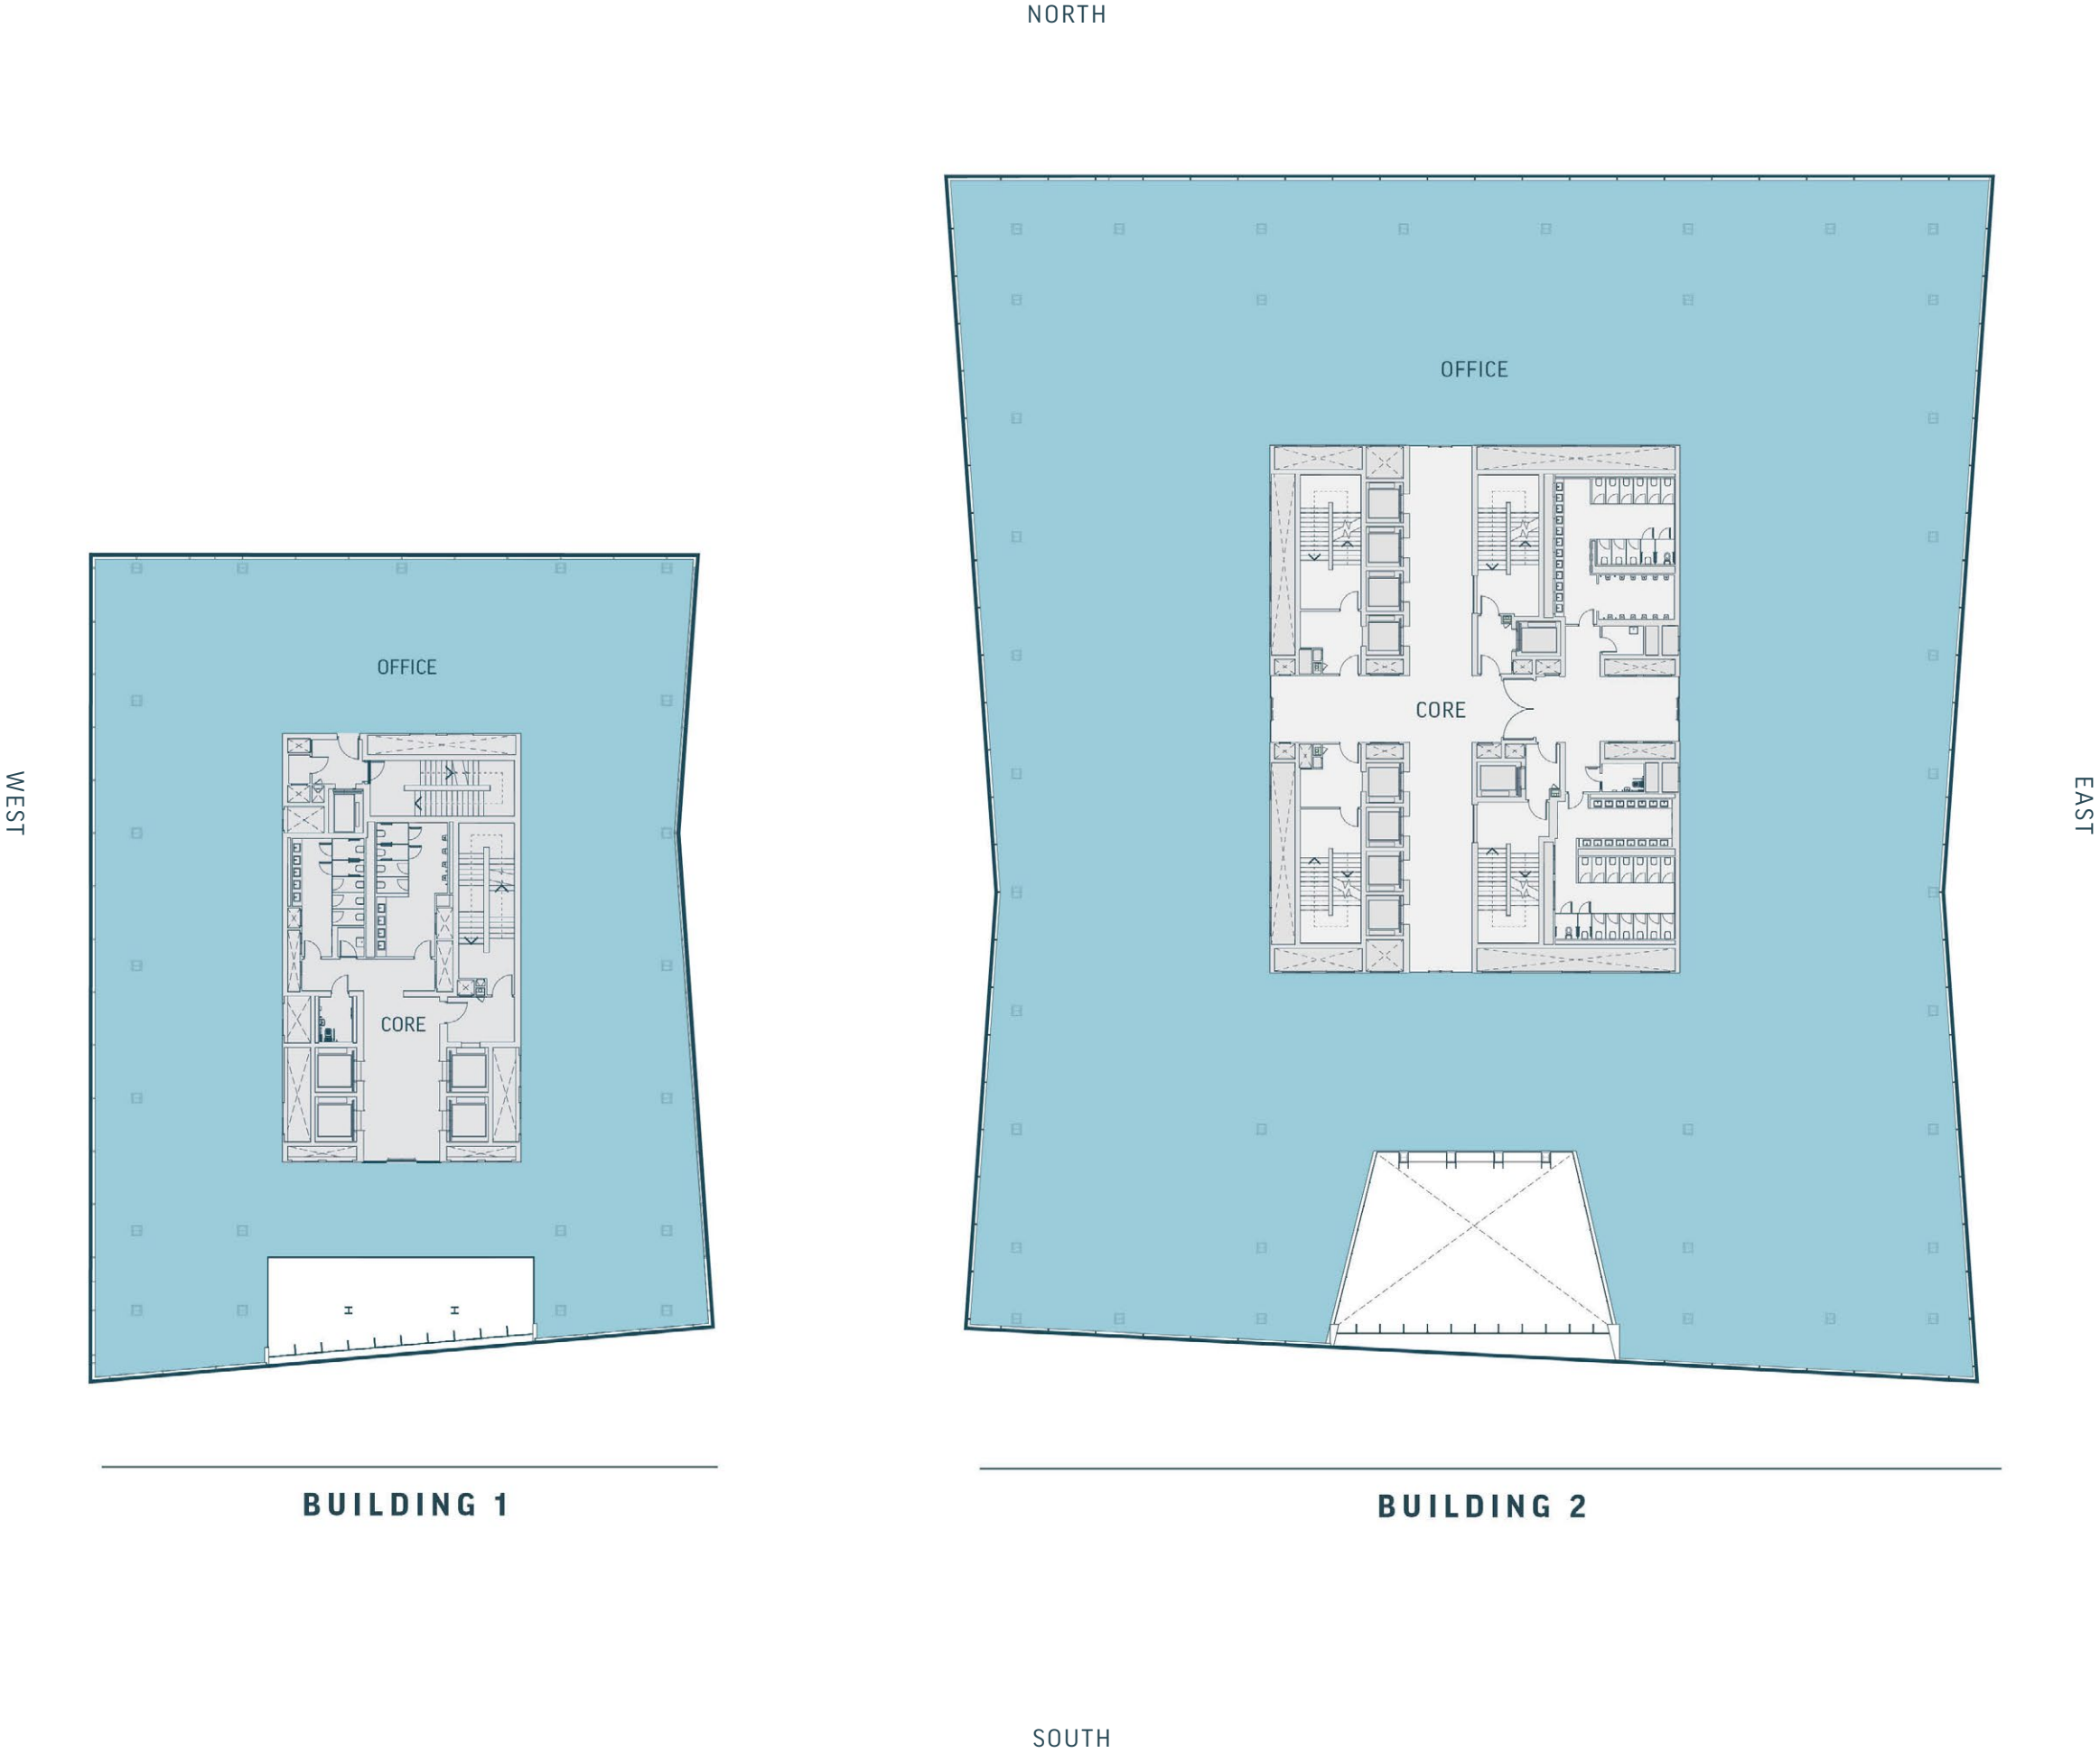 NORTH
OFFICE
OFFICE
CORE
WEST
EAST
CORE
BUILDING 1
BUILDING 2
SOUTH